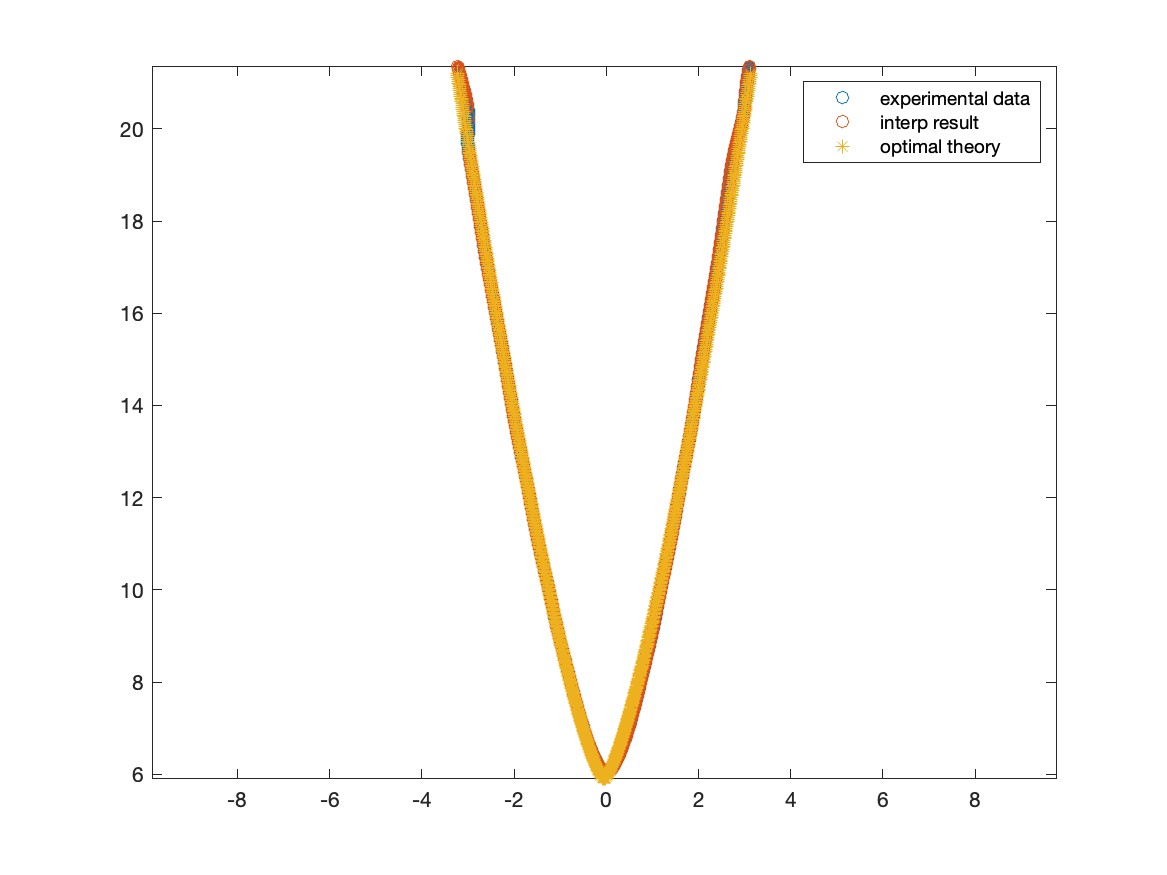 experimental data
interp result
optimal theory
20
18
16
14
12
10
8
6
-8 -6 -4 -2 0 2 4 6 8